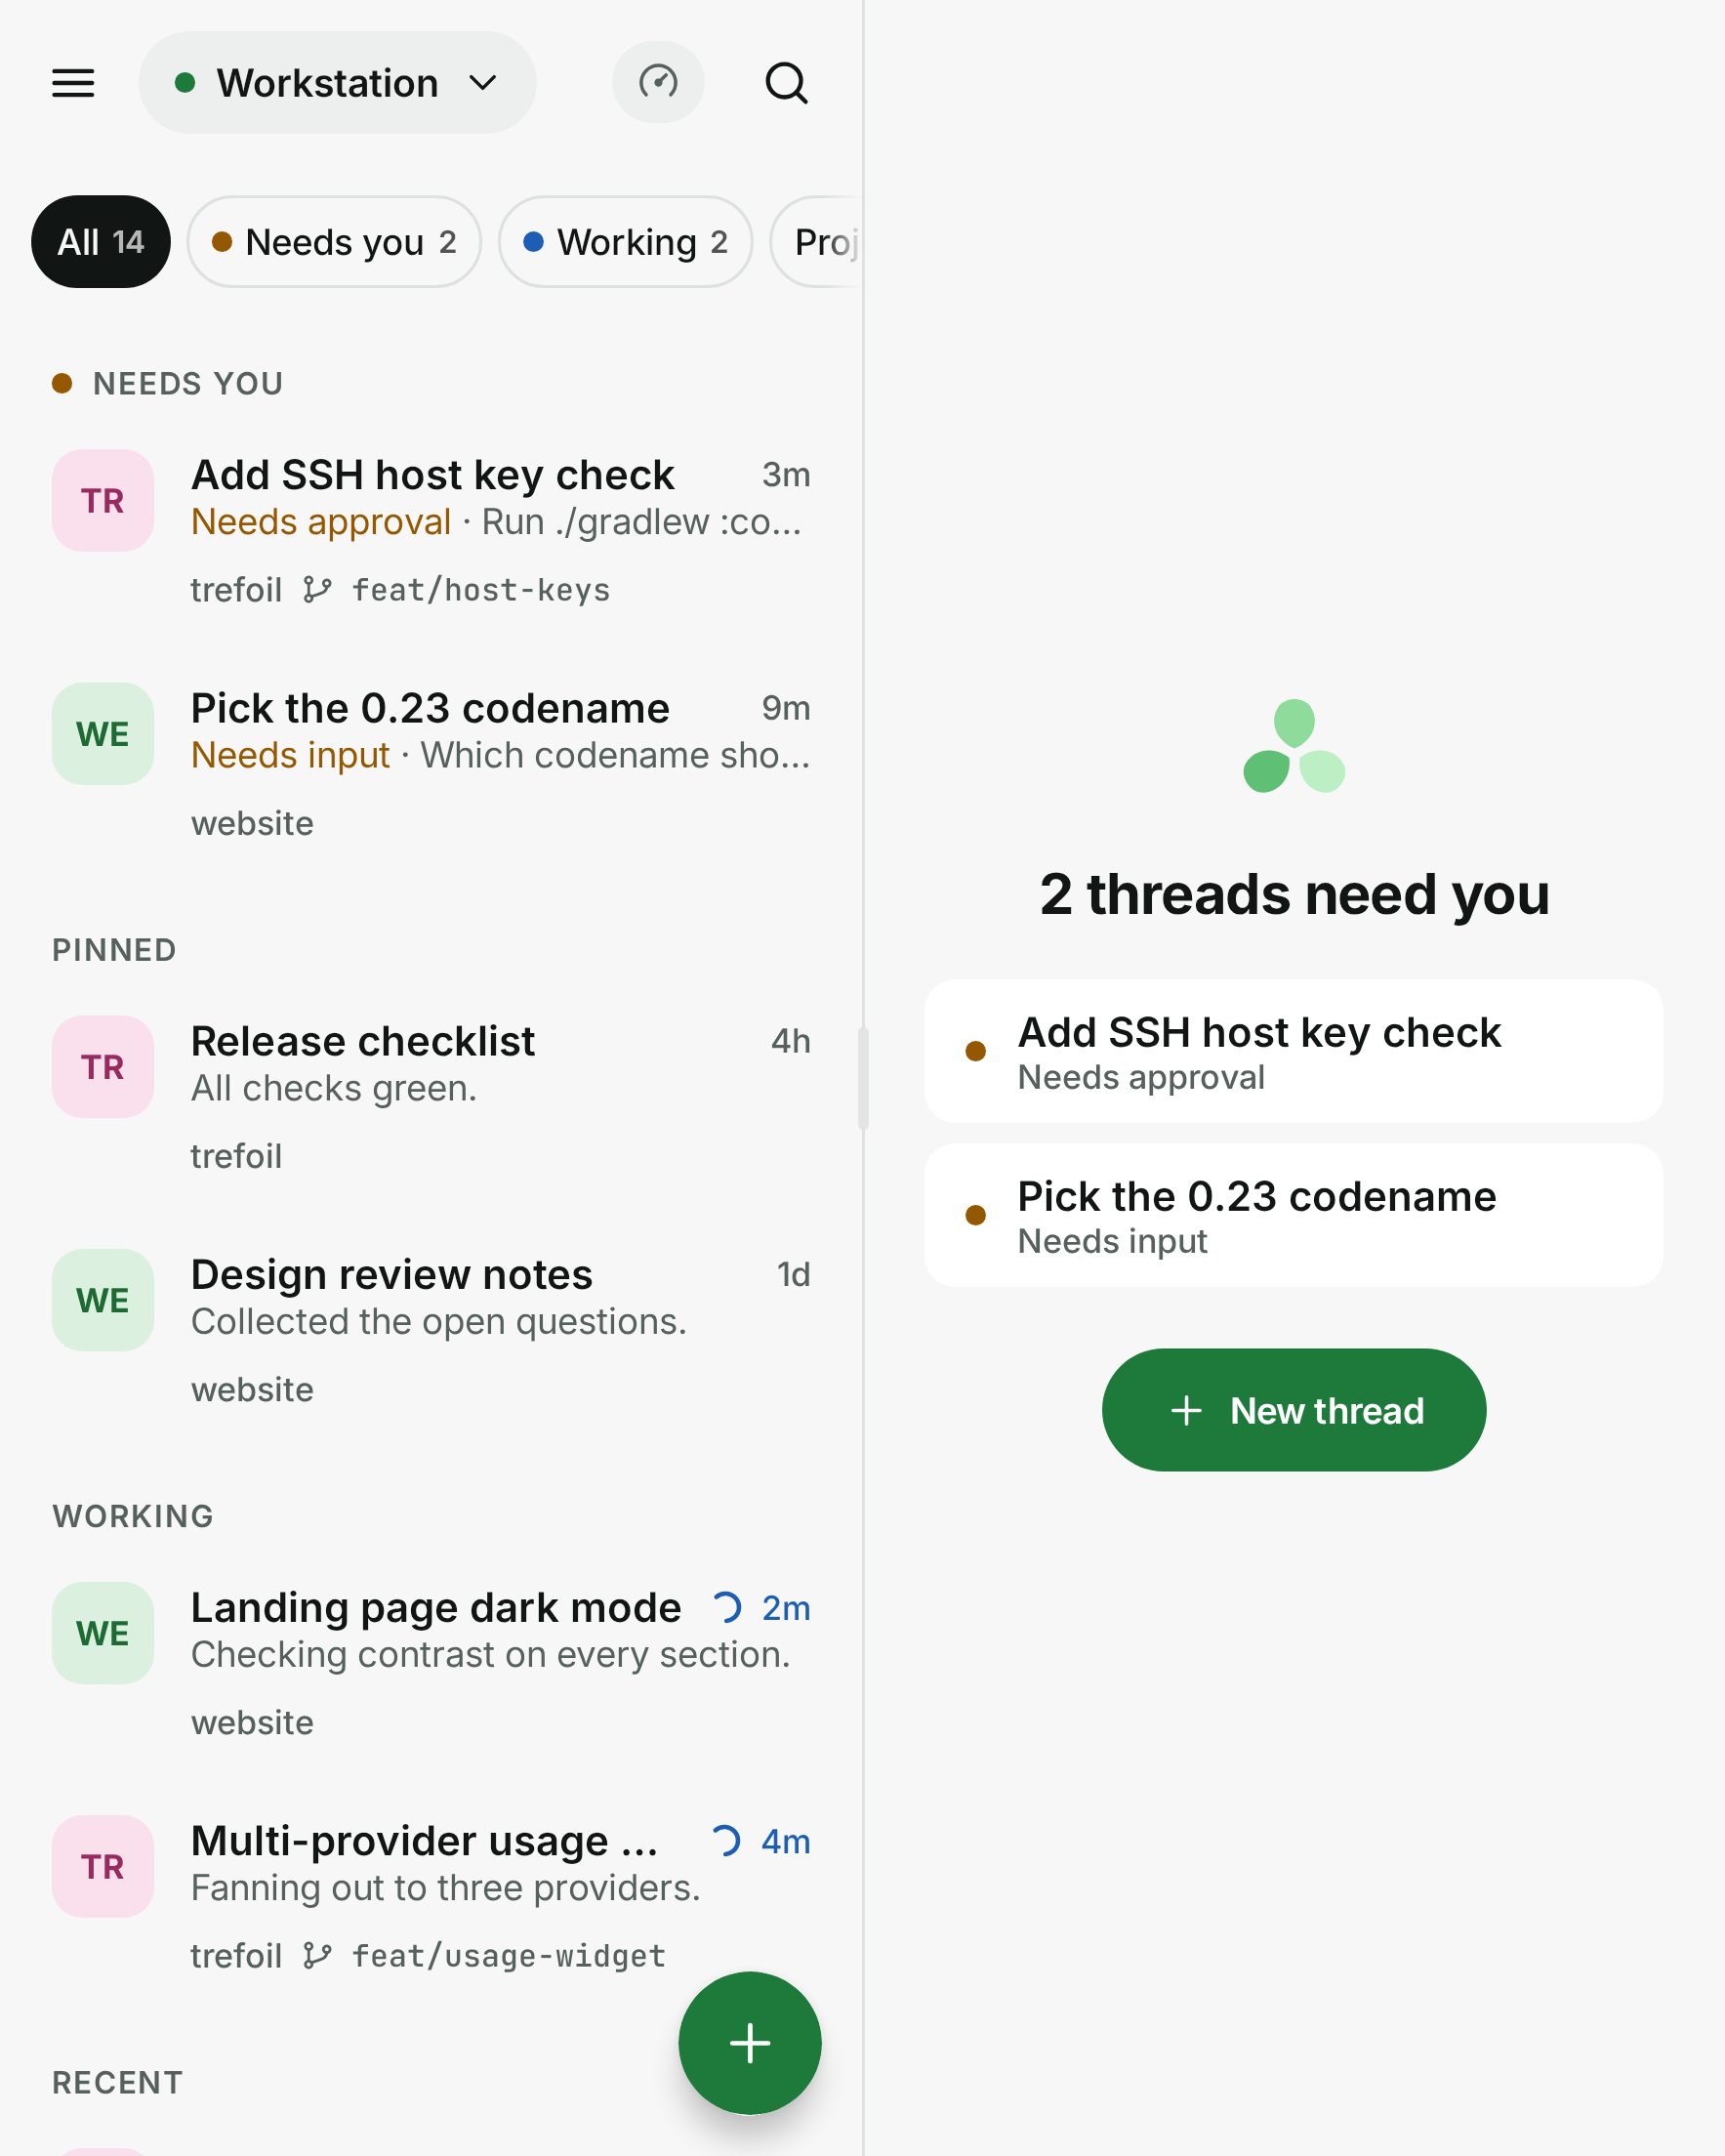 Workstation
All 14
Needs you 2
Working 2
Proj
NEEDS YOU
TR
Add SSH host key check
3m
Needs approval · Run ./gradlew :co...
trefoil feat/host-keys
WE
Pick the 0.23 codename
9m
Needs input · Which codename sho...
website
PINNED
TR
Release checklist
4h
All checks green.
trefoil
WE
Design review notes
1d
Collected the open questions.
website
WORKING
WE
Landing page dark mode
2m
Checking contrast on every section.
website
TR
Multi-provider usage ...
4m
Fanning out to three providers.
trefoil feat/usage-widget
RECENT
2 threads need you
Add SSH host key check
Needs approval
Pick the 0.23 codename
Needs input
New thread